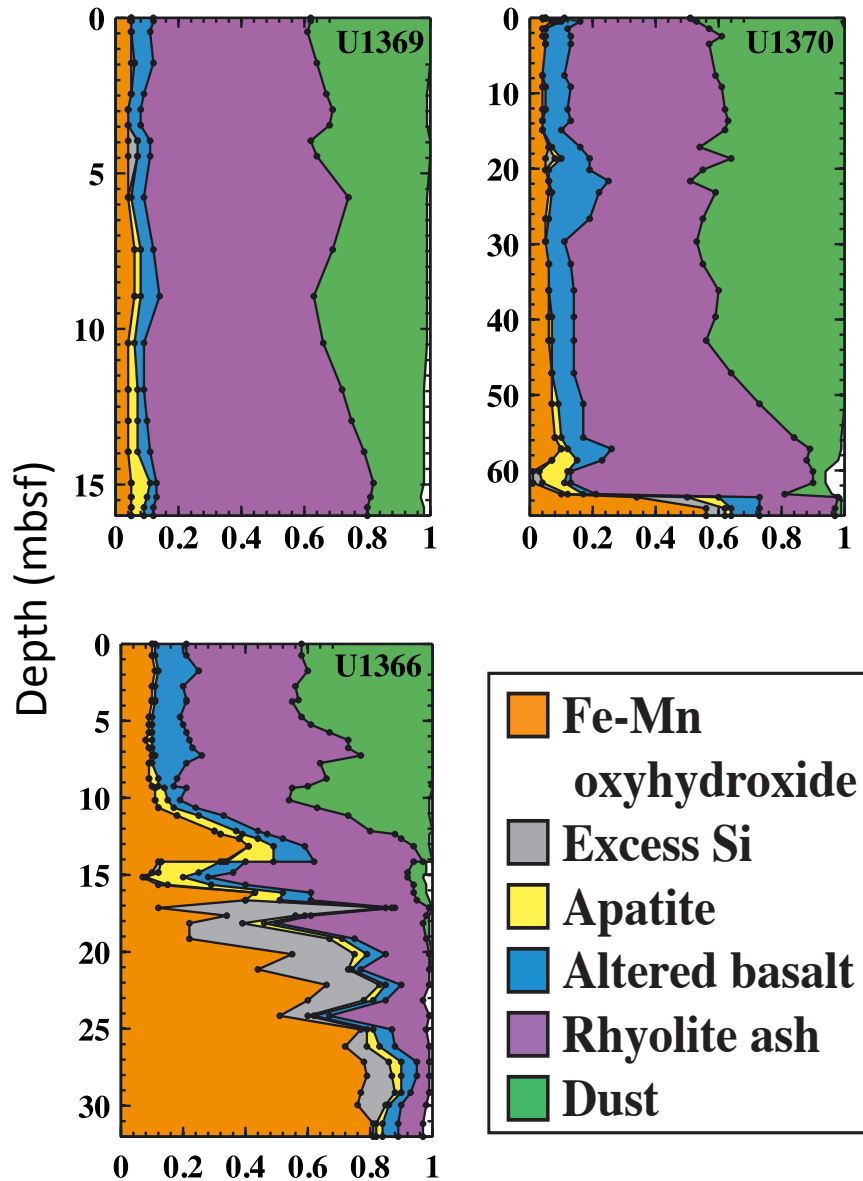 U1369
0
5
10
15
0 0.2 0.4 0.6 0.8 1
U1370
0
10
20
30
40
50
60
0 0.2 0.4 0.6 0.8 1
Depth (mbsf)
U1366
0
5
10
15
20
25
30
0 0.2 0.4 0.6 0.8 1
Fe-Mn
oxyhydroxide
Excess Si
Apatite
Altered basalt
Rhyolite ash
Dust